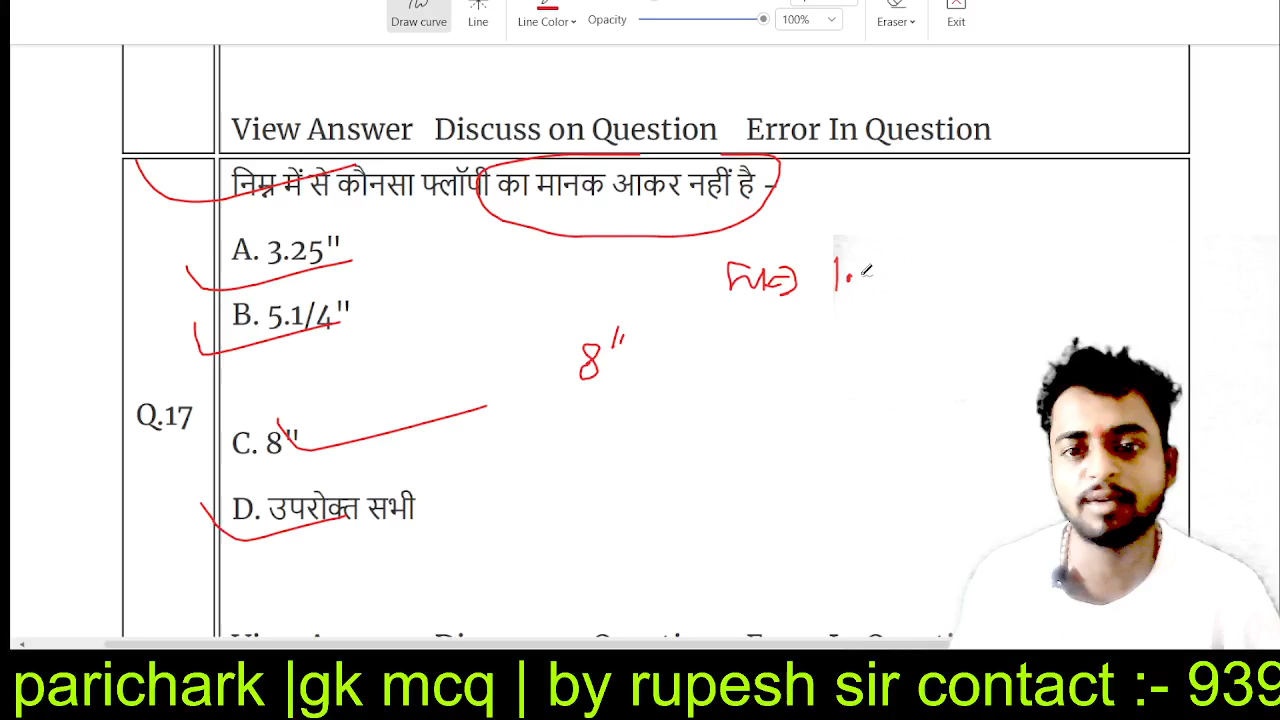 Draw curve Line Line Color Opacity 100% Eraser Exit
View Answer Discuss on Question Error In Question
निम्न में से कौनसा फ्लॉपी का मानक आकर नहीं है -
A. 3.25"
1.
B. 5.1/4"
8"
Q.17
C. 8"
D. उपरोक्त सभी
parichark |gk mcq | by rupesh sir contact :- 939